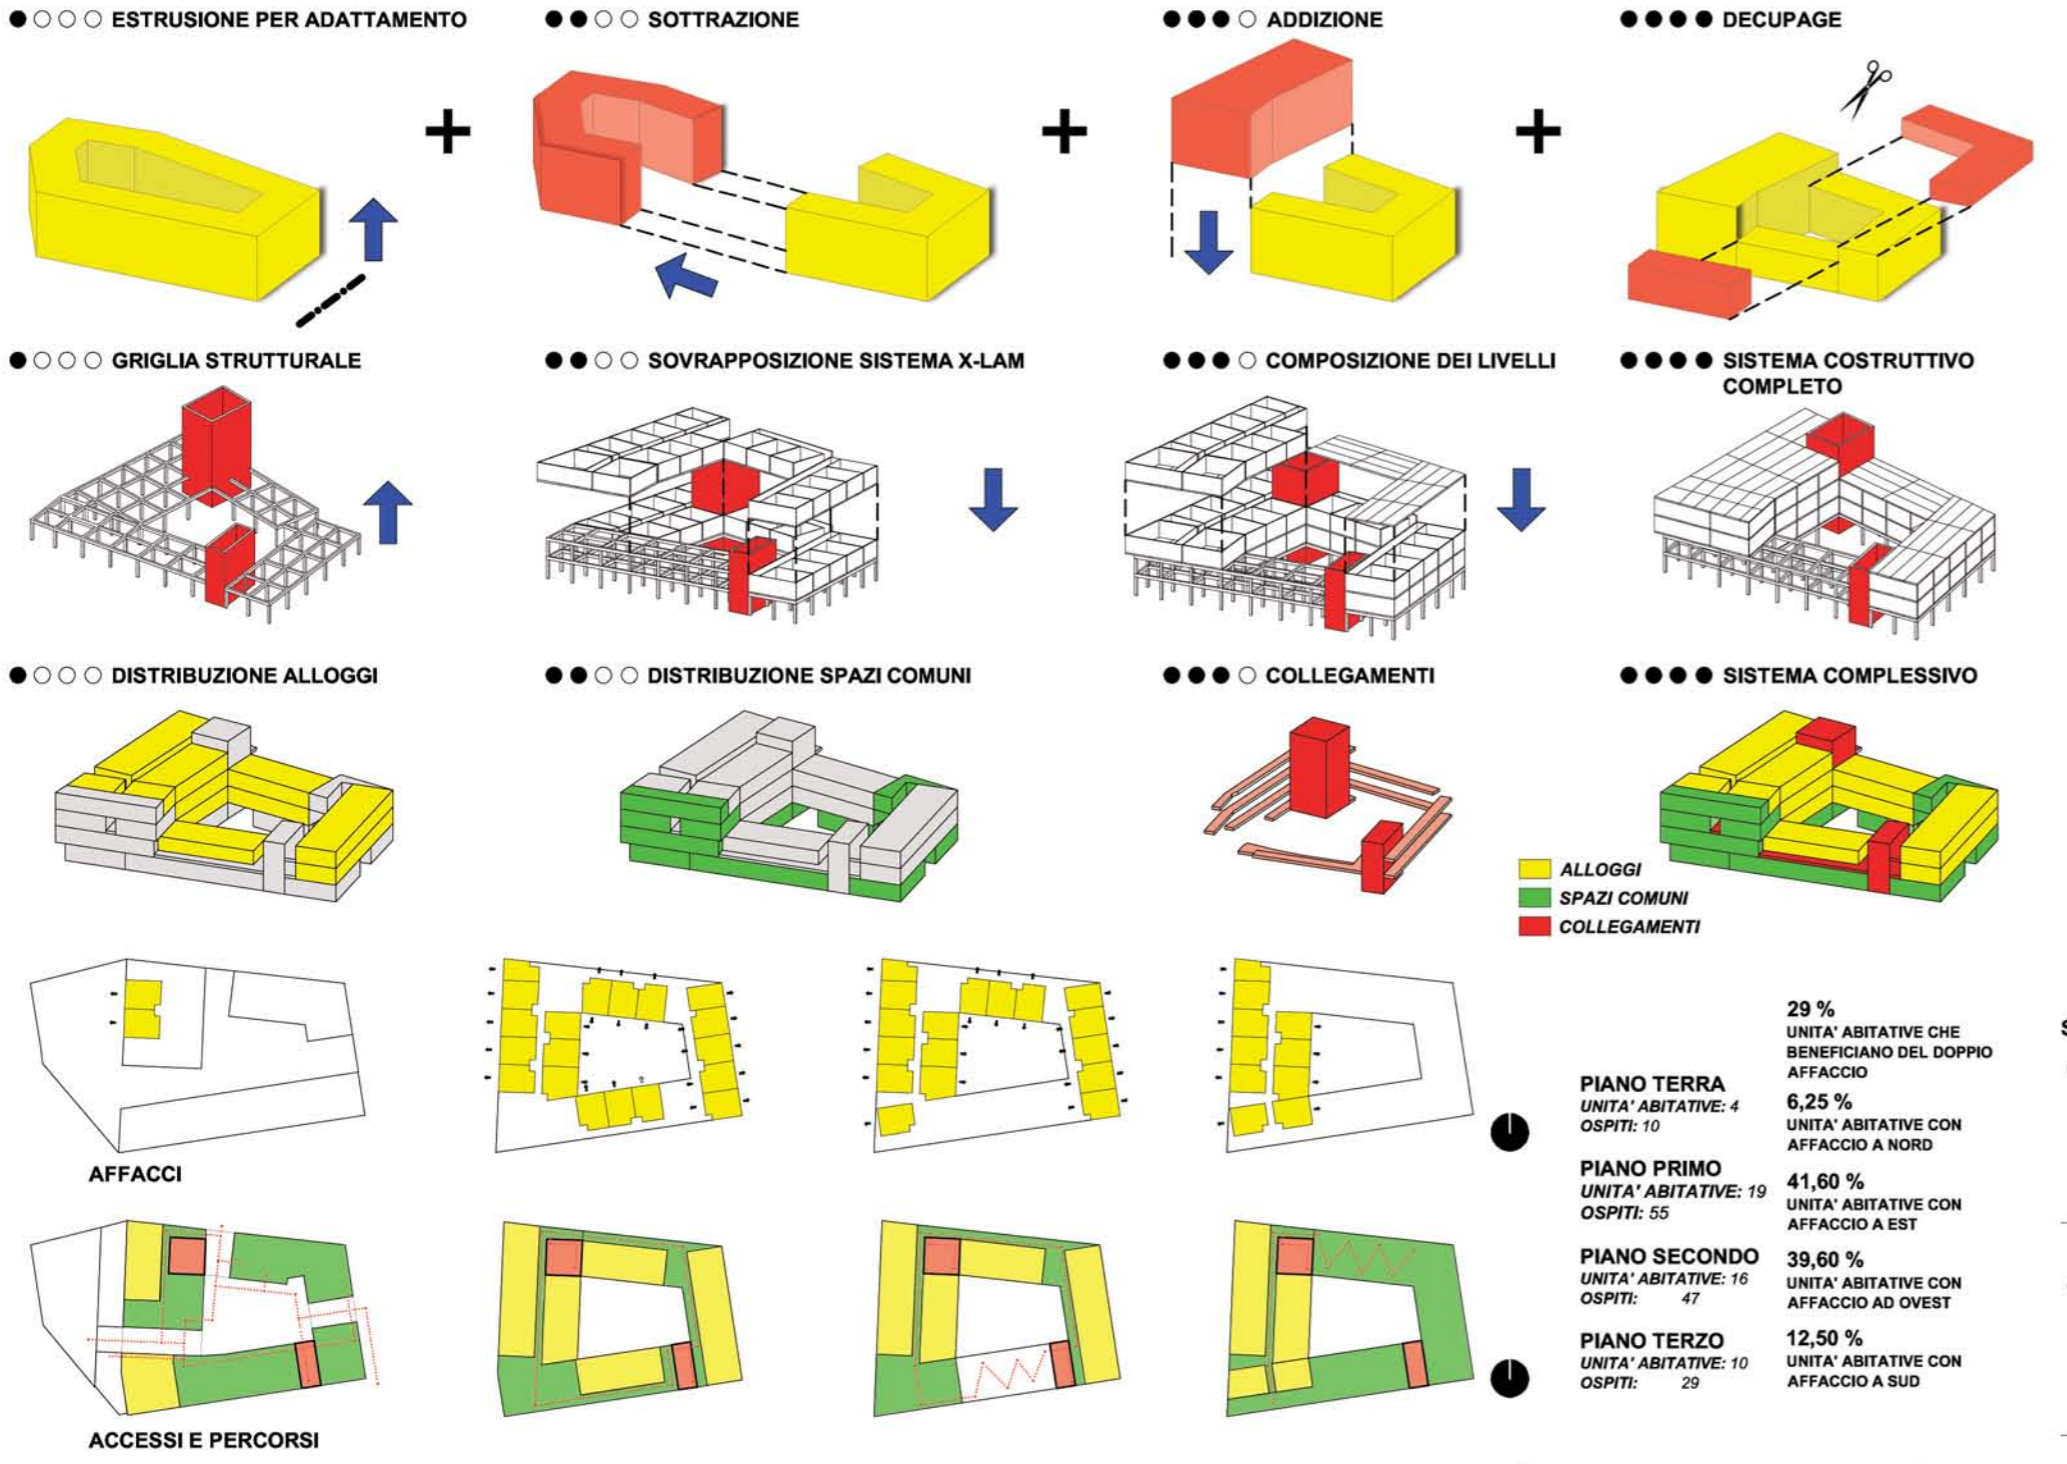 ESTRUSIONE PER ADATTAMENTO
SOTTRAZIONE
ADDIZIONE
DECUPAGE
GRIGLIA STRUTTURALE
SOVRAPPOSIZIONE SISTEMA X-LAM
COMPOSIZIONE DEI LIVELLI
SISTEMA COSTRUTTIVO
COMPLETO
DISTRIBUZIONE ALLOGGI
DISTRIBUZIONE SPAZI COMUNI
COLLEGAMENTI
SISTEMA COMPLESSIVO
ALLOGGI
SPAZI COMUNI
COLLEGAMENTI
AFFACCI
ACCESSI E PERCORSI
PIANO TERRA
UNITA' ABITATIVE: 4
OSPITI: 10
PIANO PRIMO
UNITA' ABITATIVE: 19
OSPITI: 55
PIANO SECONDO
UNITA' ABITATIVE: 16
OSPITI: 47
PIANO TERZO
UNITA' ABITATIVE: 10
OSPITI: 29
29 %
UNITA' ABITATIVE CHE
BENEFICIANO DEL DOPPIO
AFFACCIO
6,25 %
UNITA' ABITATIVE CON
AFFACCIO A NORD
41,60 %
UNITA' ABITATIVE CON
AFFACCIO A EST
39,60 %
UNITA' ABITATIVE CON
AFFACCIO AD OVEST
12,50 %
UNITA' ABITATIVE CON
AFFACCIO A SUD